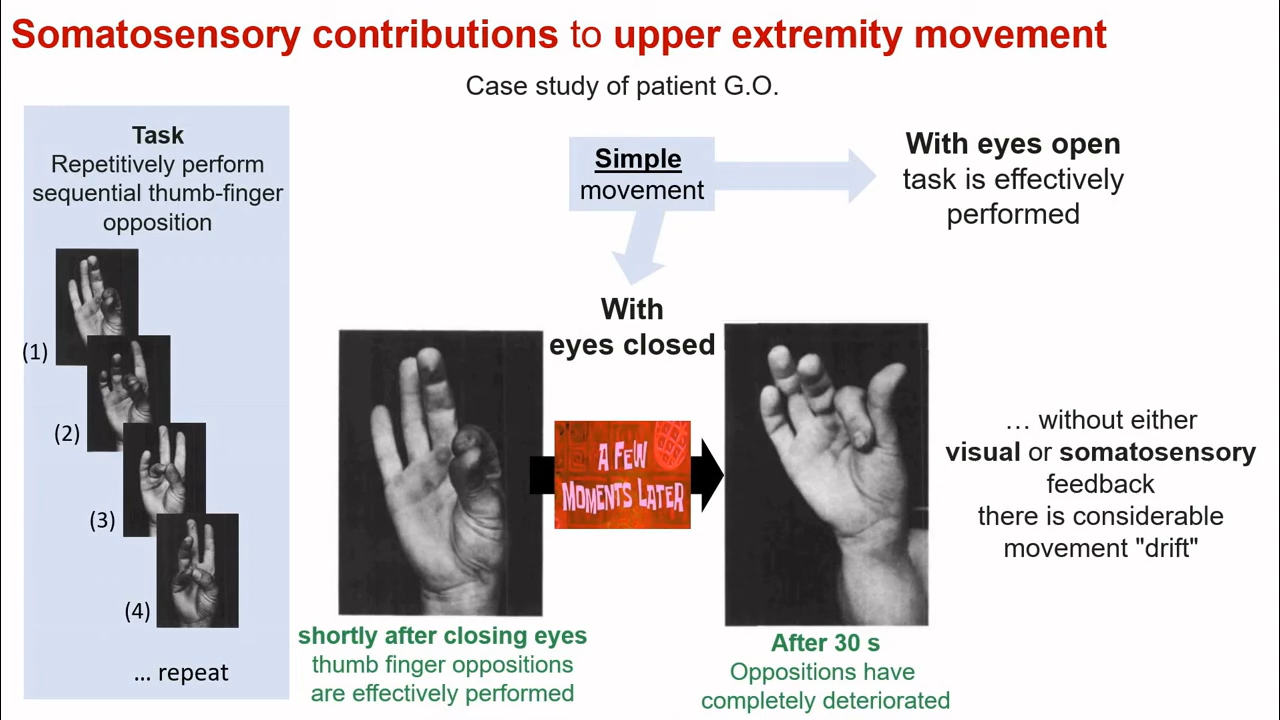 Somatosensory contributions to upper extremity movement
Case study of patient G.O.
Task
Repetitively perform
sequential thumb-finger
opposition
(1)
(2)
(3)
(4)
... repeat
Simple
movement
With eyes open
task is effectively
performed
With
eyes closed
A FEW
MOMENTS LATER
shortly after closing eyes
thumb finger oppositions
are effectively performed
After 30 s
Oppositions have
completely deteriorated
… without either
visual or somatosensory
feedback
there is considerable
movement "drift"